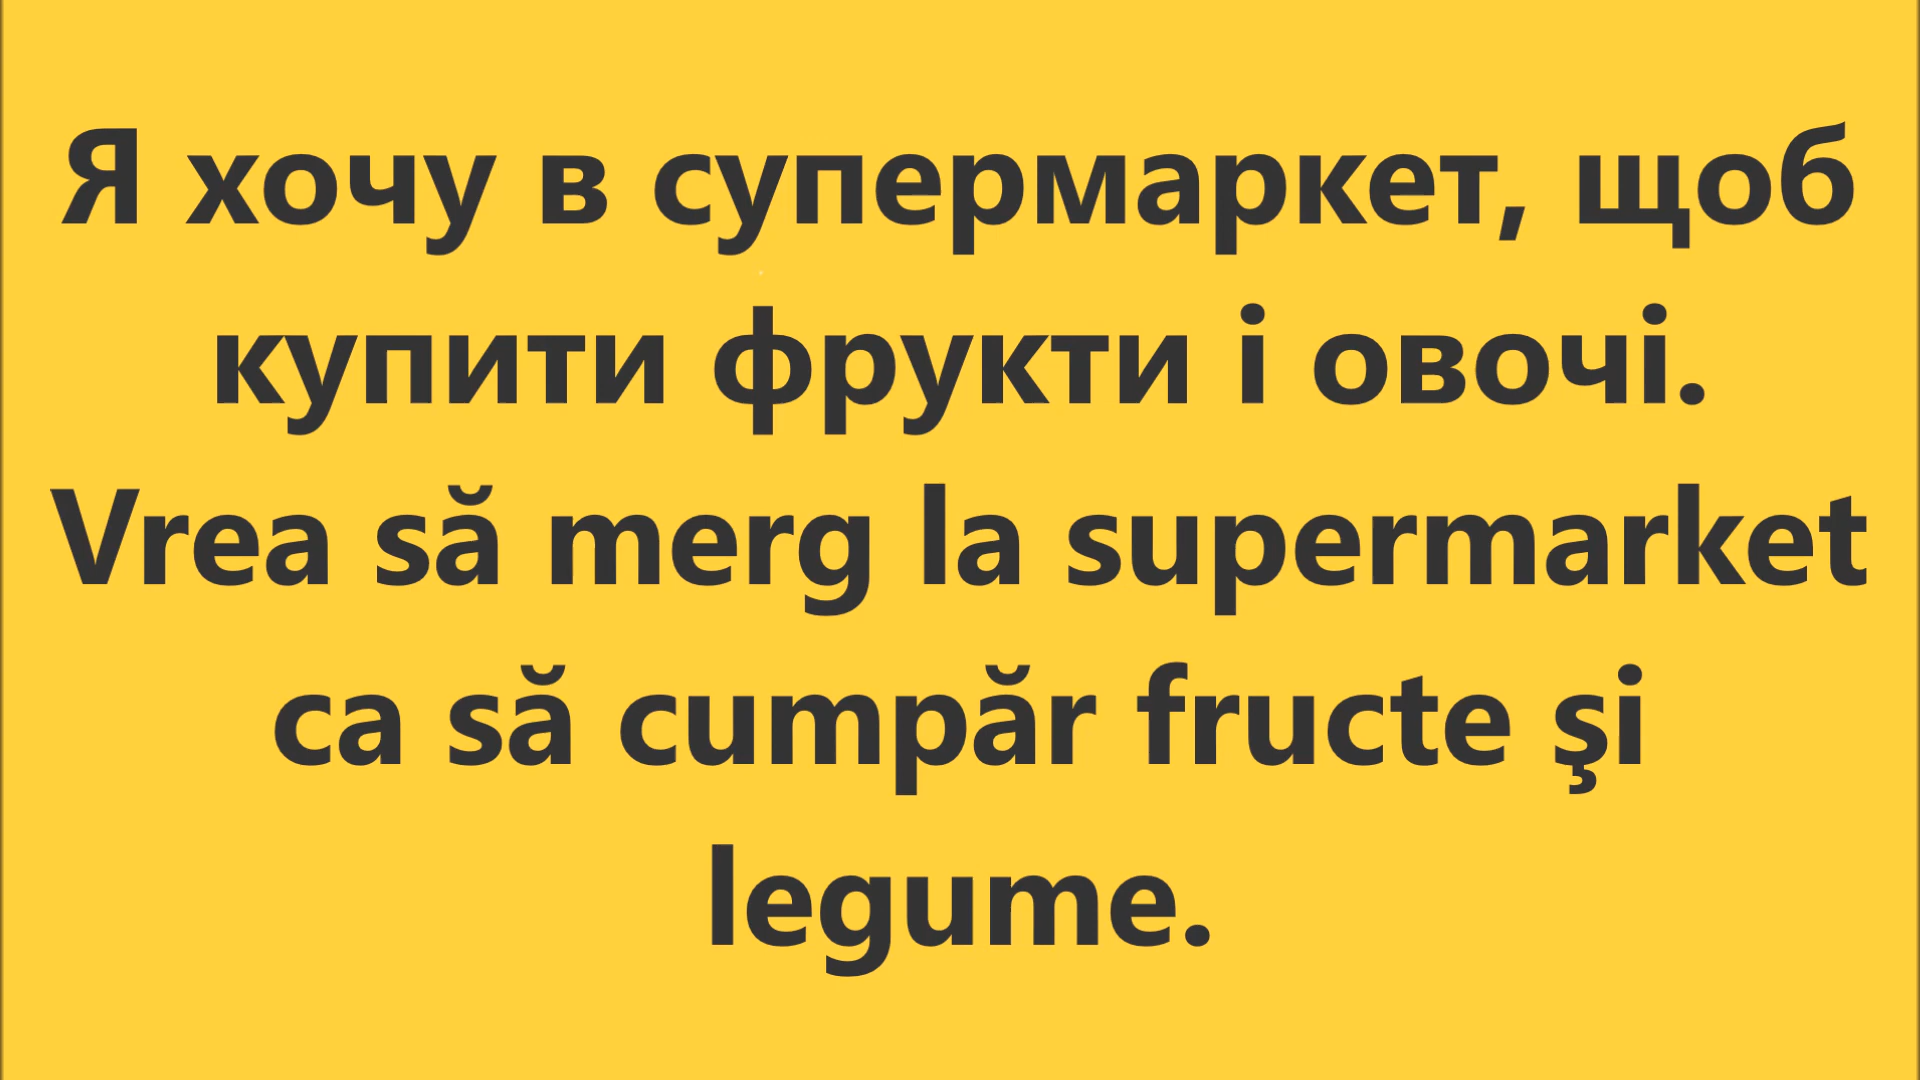 Я хочу в супермаркет, щоб
купити фрукти і овочі.
Vrea să merg la supermarket
ca să cumpăr fructe şi
legume.